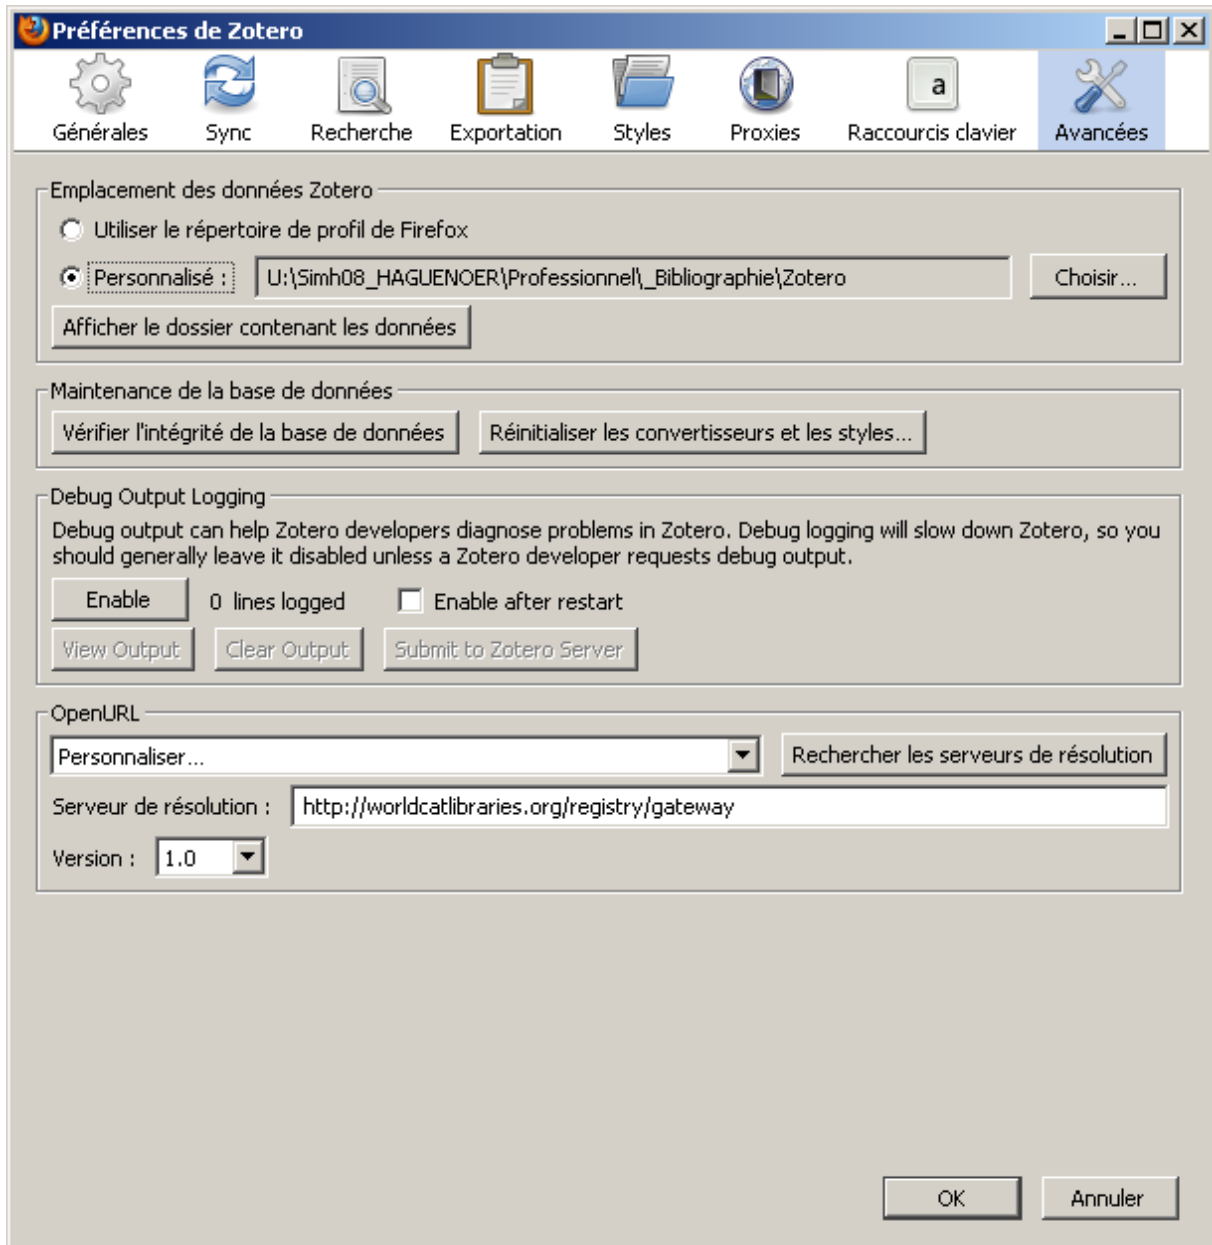 Préférences de Zotero
Générales Sync Recherche Exportation Styles Proxies a Raccourcis clavier Avancées
Emplacement des données Zotero
Utiliser le répertoire de profil de Firefox
Personnalisé : U:\Simh08_HAGUENOER\Professionnel\_Bibliographie\Zotero Choisir...
Afficher le dossier contenant les données
Maintenance de la base de données
Vérifier l'intégrité de la base de données Réinitialiser les convertisseurs et les styles...
Debug Output Logging
Debug output can help Zotero developers diagnose problems in Zotero. Debug logging will slow down Zotero, so you
should generally leave it disabled unless a Zotero developer requests debug output.
Enable 0 lines logged Enable after restart
View Output Clear Output Submit to Zotero Server
OpenURL
Personnaliser... Rechercher les serveurs de résolution
Serveur de résolution : http://worldcatlibraries.org/registry/gateway
Version : 1.0
OK Annuler